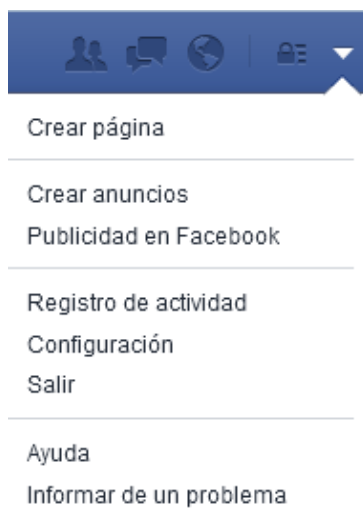 Crear página
Crear anuncios
Publicidad en Facebook
Registro de actividad
Configuración
Salir
Ayuda
Informar de un problema